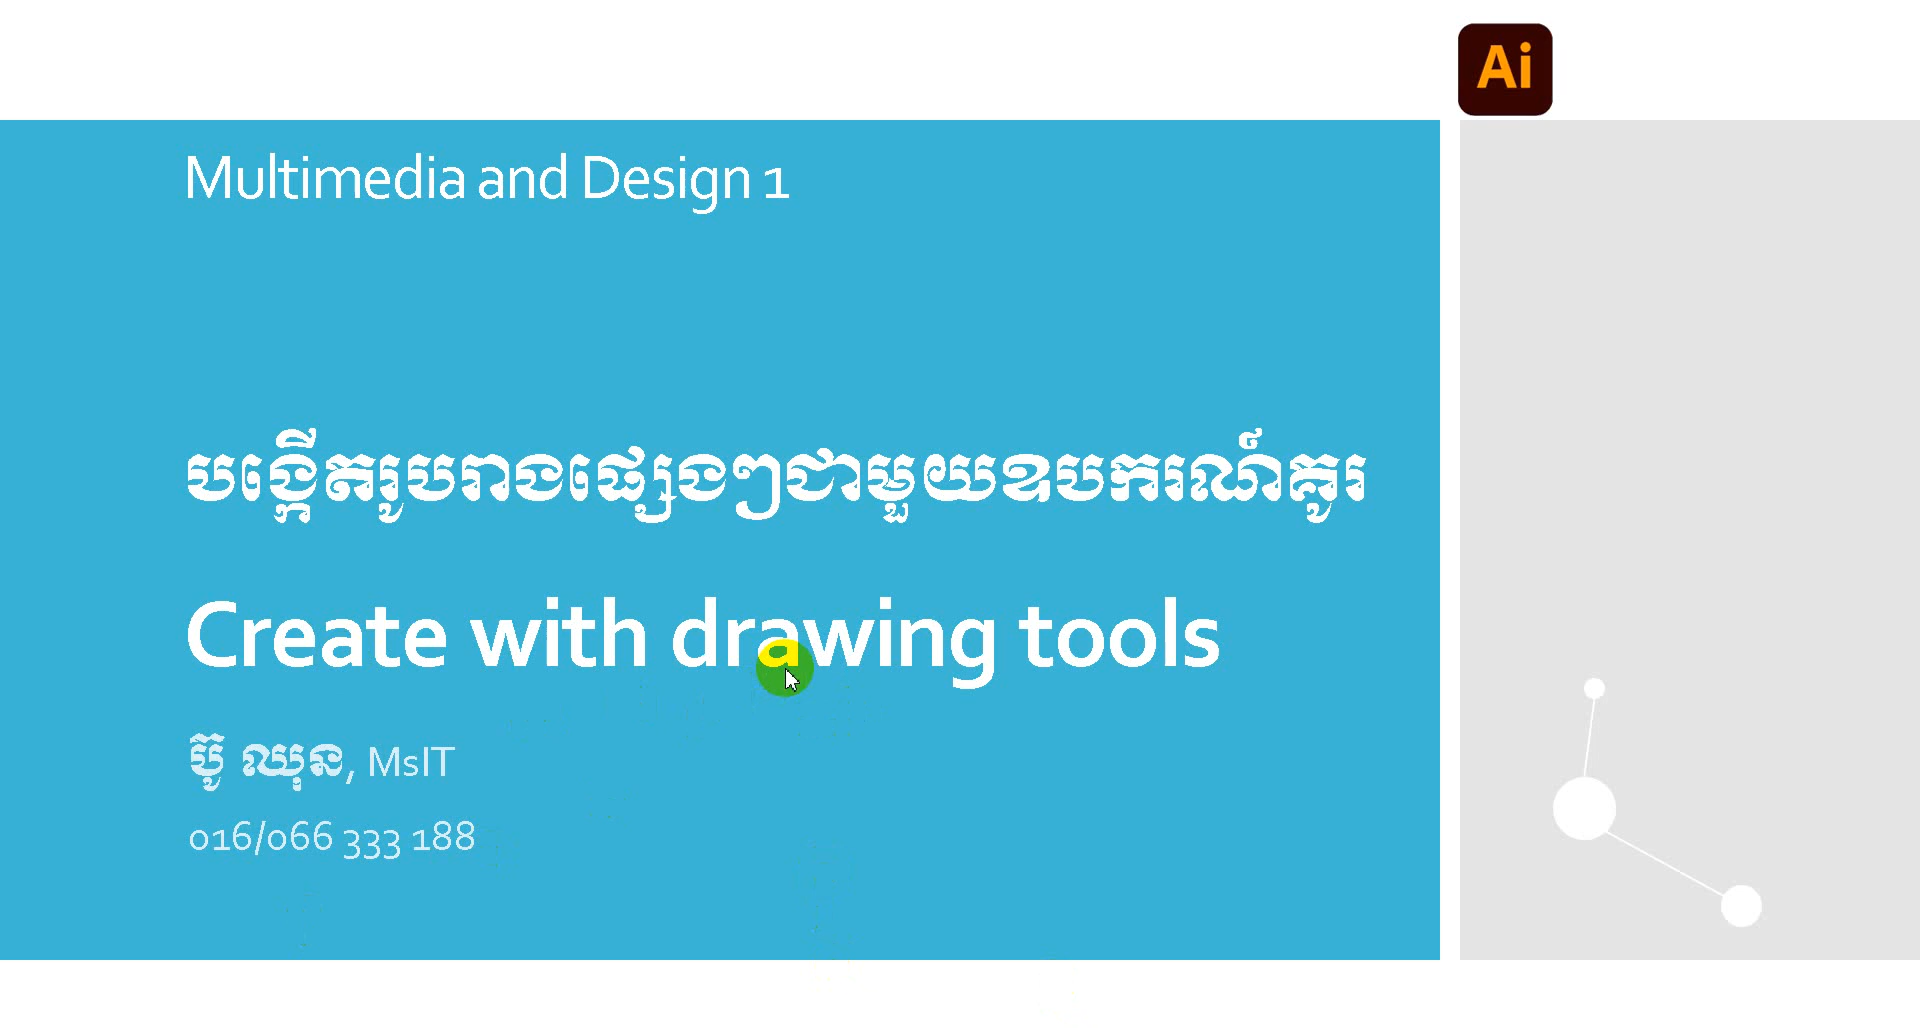 Ai
Multimedia and Design 1
បង្កើតរូបរាងផ្សេងៗជាមួយឧបករណ៍គូរ
Create with drawing tools
ប៊ូ ឈុន, MsIT
016/066 333 188